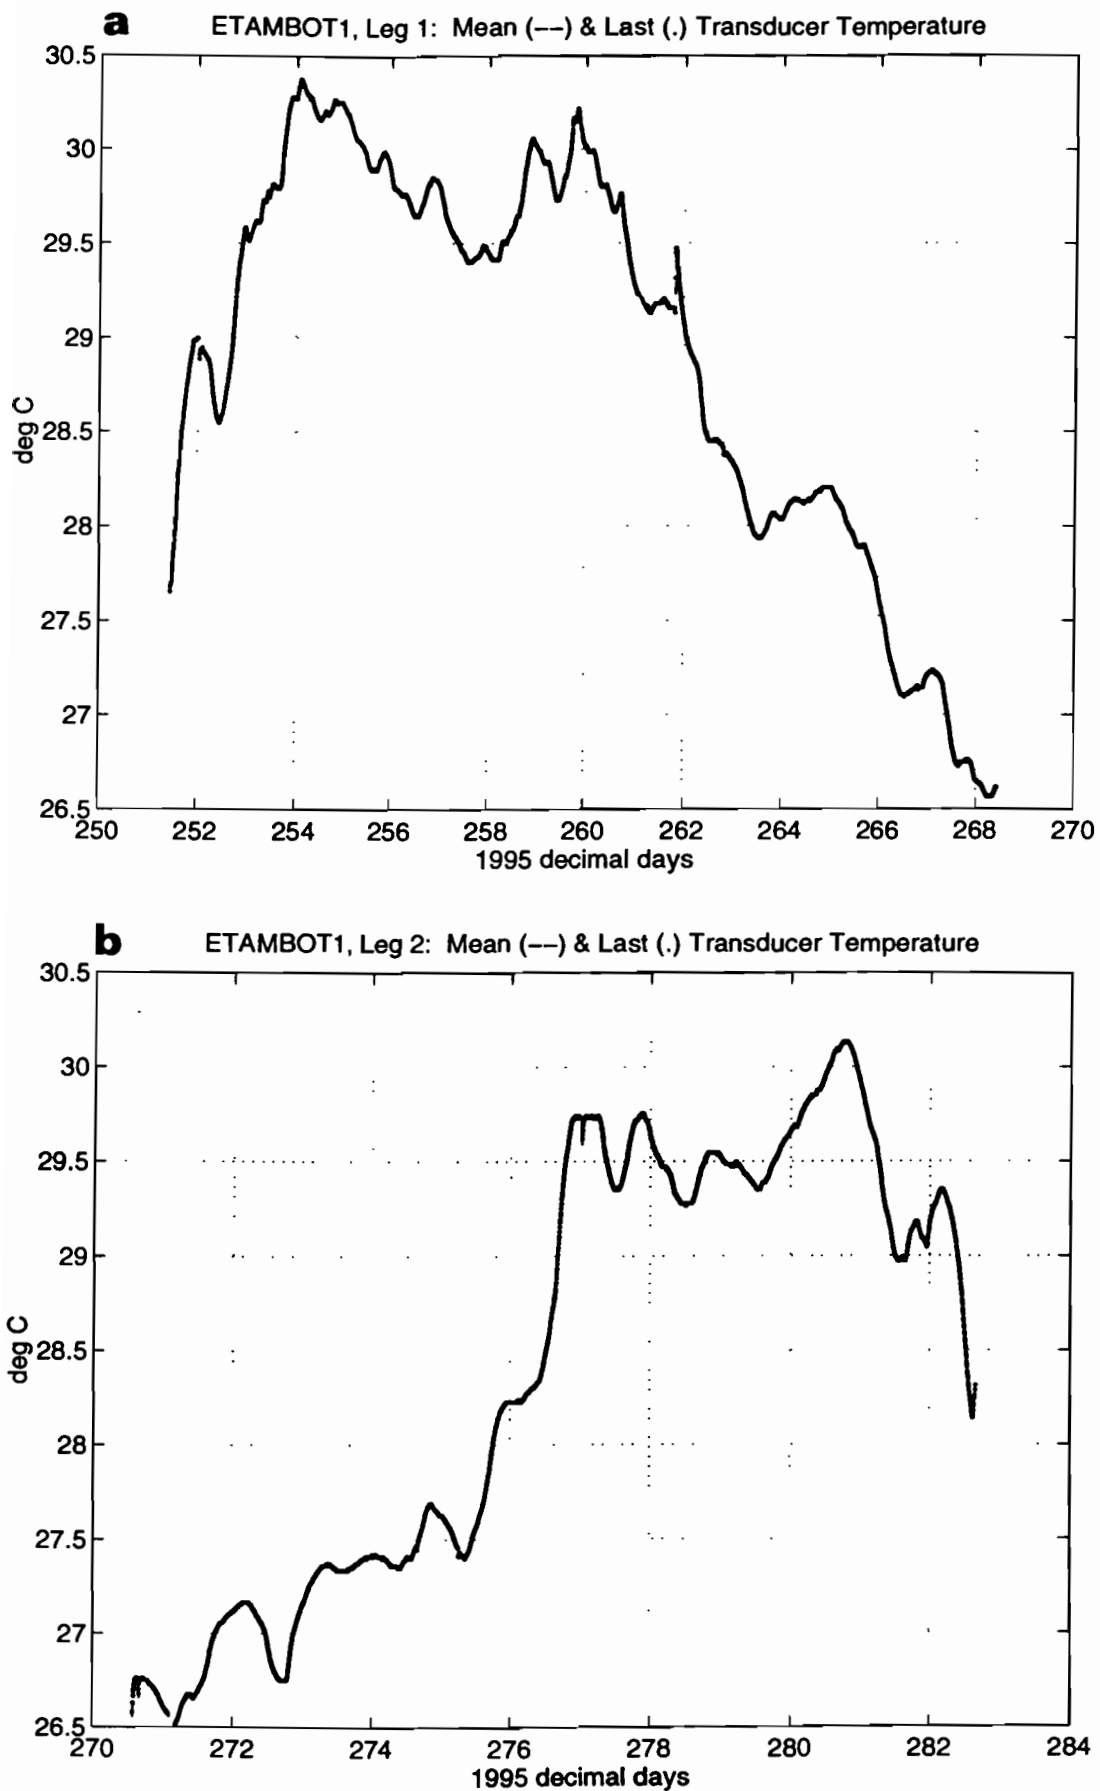 a
ETAMBOT1, Leg 1: Mean (−−) & Last (.) Transducer Temperature
30.5
30
29.5
29
28.5
28
27.5
27
26.5
deg C
250 252 254 256 258 260 262 264 266 268 270
1995 decimal days
b
ETAMBOT1, Leg 2: Mean (−−) & Last (.) Transducer Temperature
30.5
30
29.5
29
28.5
28
27.5
27
26.5
deg C
270 272 274 276 278 280 282 284
1995 decimal days